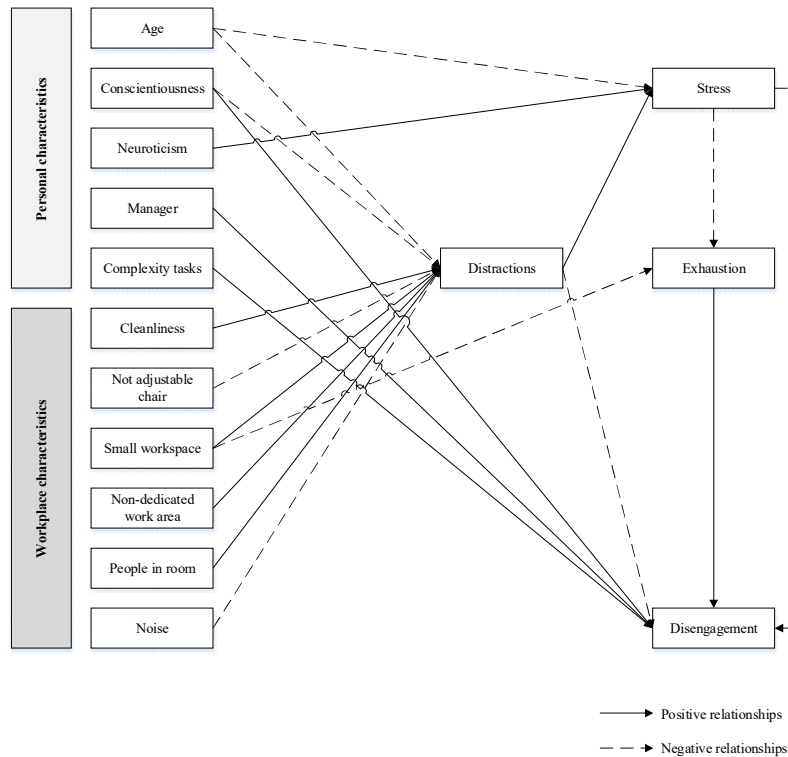 Personal characteristics
Age
Conscientiousness
Neuroticism
Manager
Complexity tasks
Workplace characteristics
Cleanliness
Not adjustable
chair
Small workspace
Non-dedicated
work area
People in room
Noise
Distractions
Stress
Exhaustion
Disengagement
Positive relationships
Negative relationships